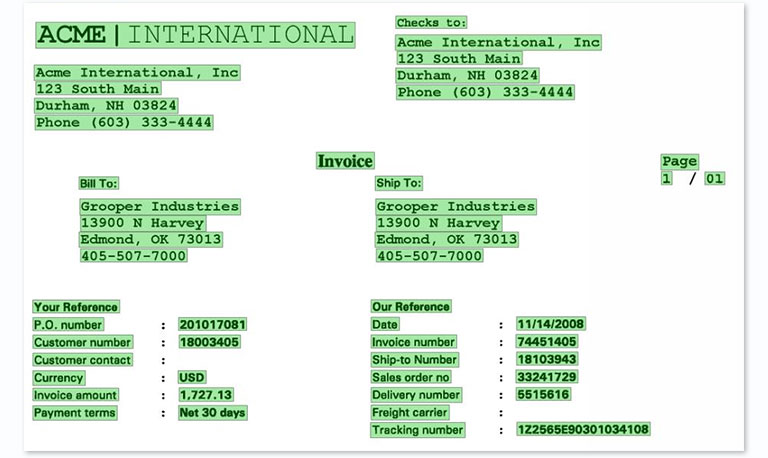 ACME | INTERNATIONAL
Acme International, Inc
123 South Main
Durham, NH 03824
Phone (603) 333-4444
Checks to:
Acme International, Inc
123 South Main
Durham, NH 03824
Phone (603) 333-4444
Invoice
Page
1 / 01
Bill To:
Grooper Industries
13900 N Harvey
Edmond, OK 73013
405-507-7000
Ship To:
Grooper Industries
13900 N Harvey
Edmond, OK 73013
405-507-7000
Your Reference
P.O. number : 201017081
Customer number : 18003405
Customer contact :
Currency : USD
Invoice amount : 1,727.13
Payment terms : Net 30 days
Our Reference
Date : 11/14/2008
Invoice number : 74451405
Ship-to Number : 18103943
Sales order no : 33241729
Delivery number : 5515616
Freight carrier :
Tracking number : 1Z2565E90301034108